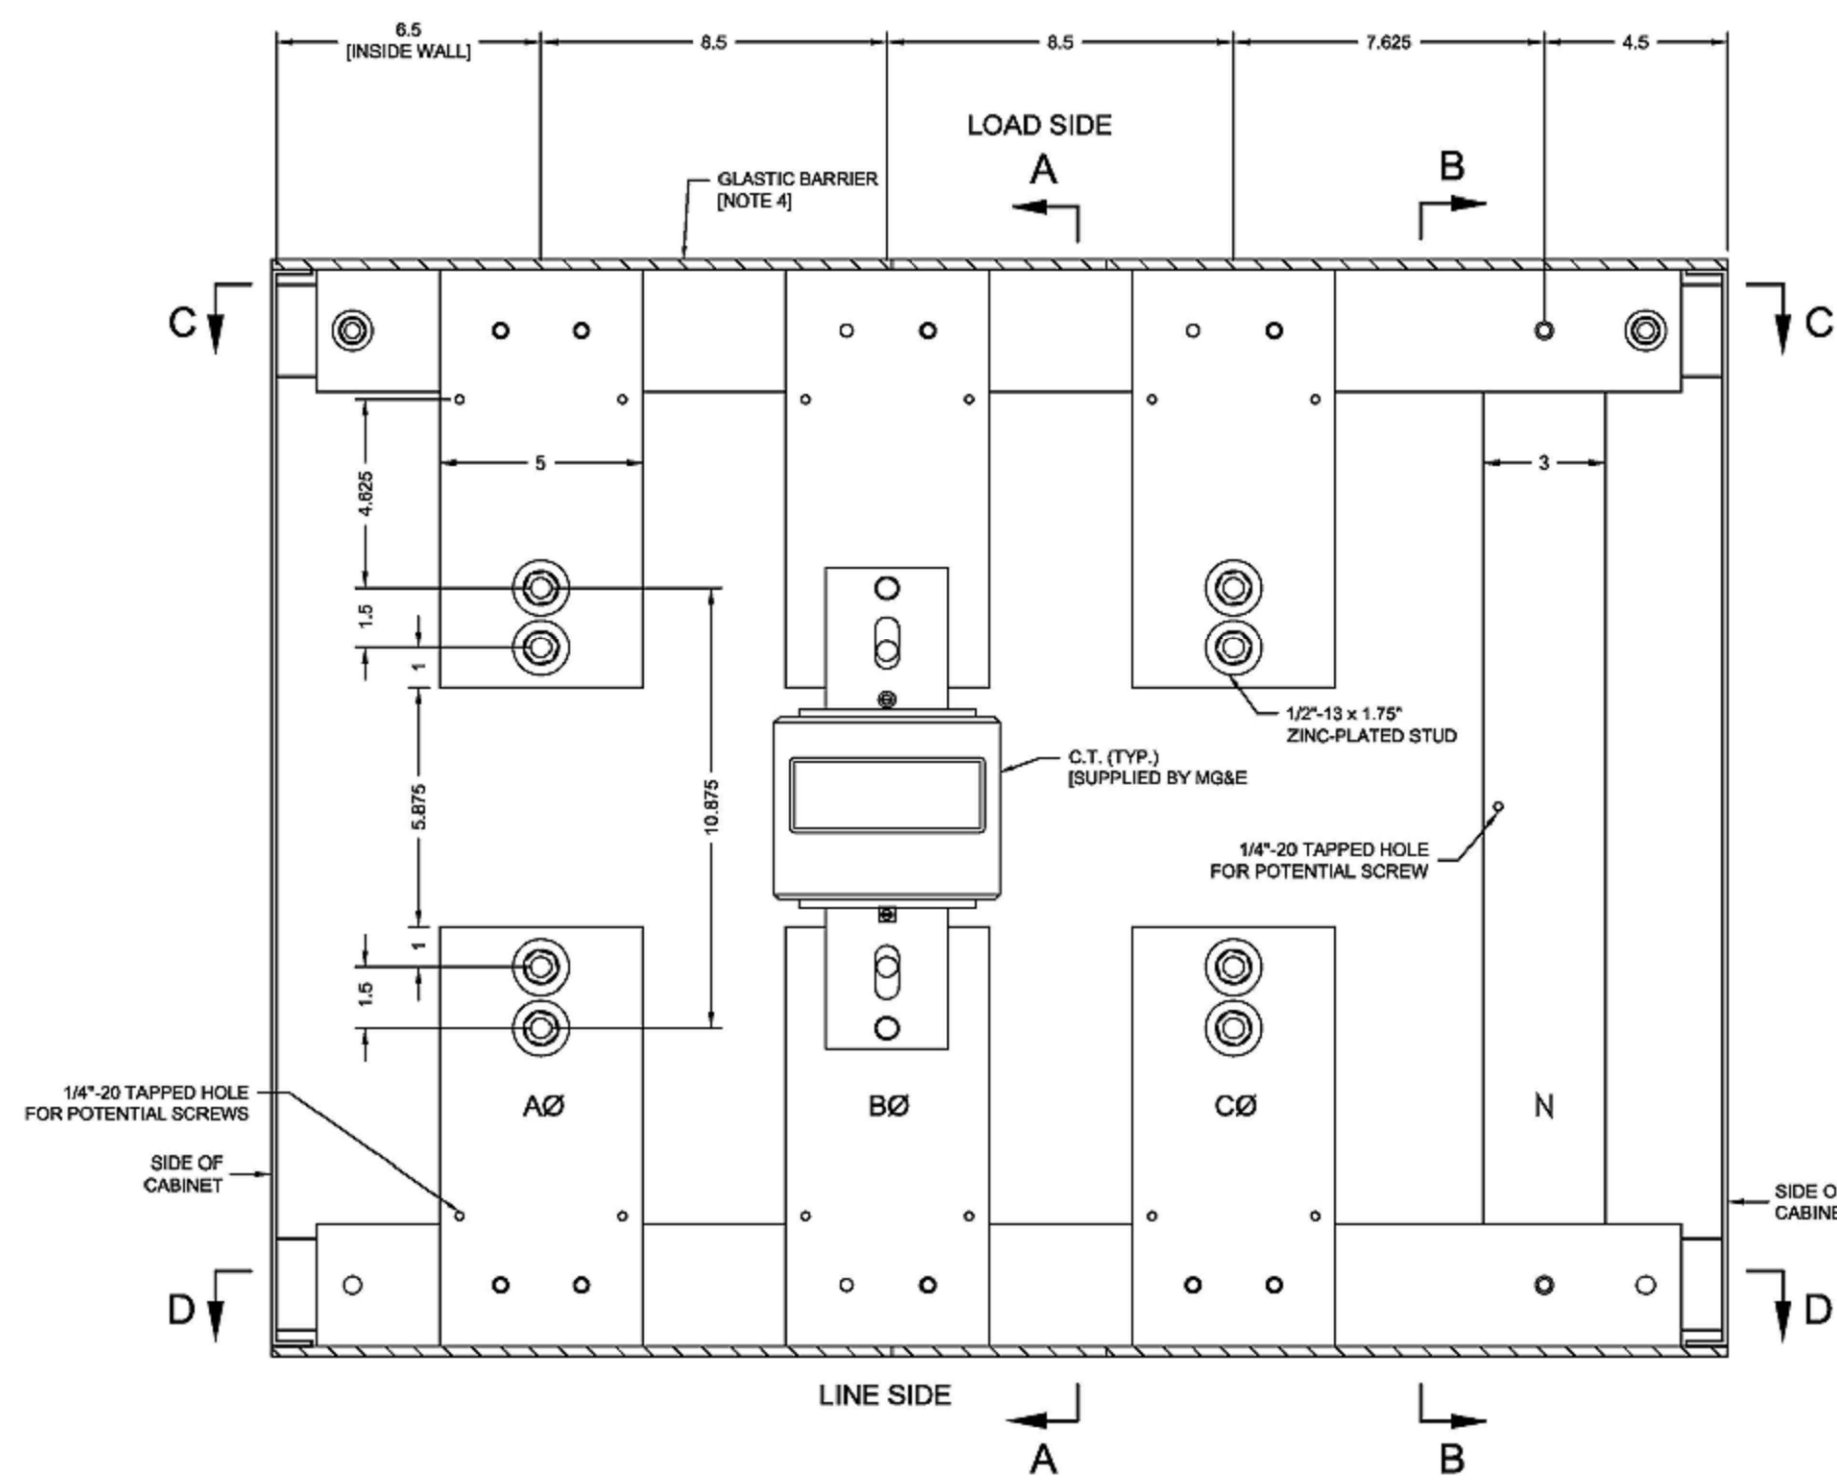 6.5
[INSIDE WALL]
8.5
8.5
7.625
4.5
LOAD SIDE
A
B
GLASTIC BARRIER
[NOTE 4]
C
C
4.625
5
3
1.5
1
1/2"-13 x 1.75"
ZINC-PLATED STUD
C.T. (TYP.)
[SUPPLIED BY MG&E
5.875
10.875
1/4"-20 TAPPED HOLE
FOR POTENTIAL SCREW
1
1.5
1/4"-20 TAPPED HOLE
FOR POTENTIAL SCREWS
AØ
BØ
CØ
N
SIDE OF
CABINET
SIDE O
CABINE
D
D
LINE SIDE
A
B